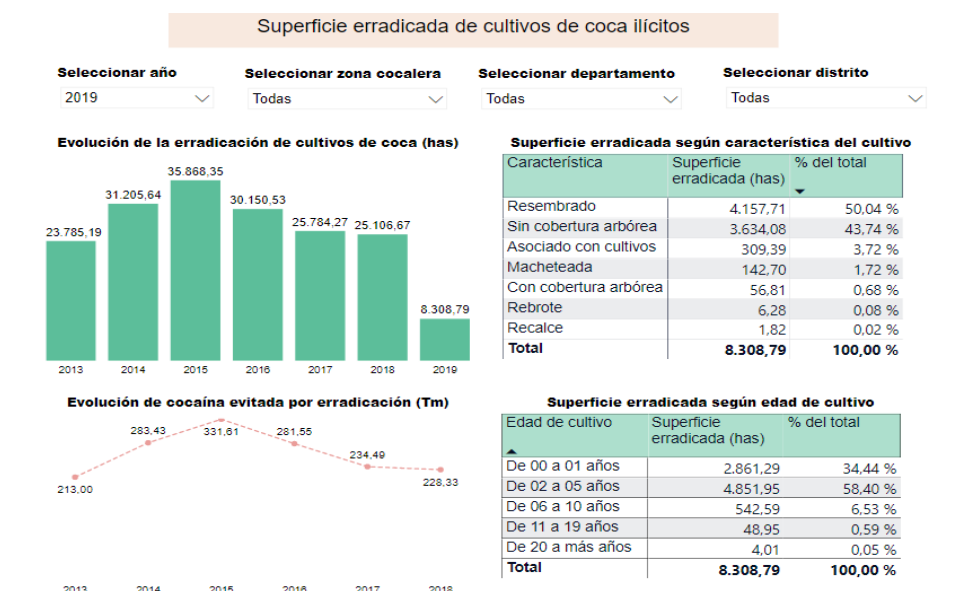 Superficie erradicada de cultivos de coca ilícitos
Seleccionar año
Seleccionar zona cocalera
Seleccionar departamento
Seleccionar distrito
2019
Todas
Todas
Todas
Evolución de la erradicación de cultivos de coca (has)
35.868,35
31.205,64
30.150,53
23.785,19
25.784,27
25.106,67
8.308,79
2013 2014 2015 2016 2017 2018 2019
Superficie erradicada según característica del cultivo
Característica Superficie erradicada (has) % del total
Resembrado 4.157,71 50,04 %
Sin cobertura arbórea 3.634,08 43,74 %
Asociado con cultivos 309,39 3,72 %
Macheteada 142,70 1,72 %
Con cobertura arbórea 56,81 0,68 %
Rebrote 6,28 0,08 %
Recalce 1,82 0,02 %
Total 8.308,79 100,00 %
Evolución de cocaína evitada por erradicación (Tm)
283,43
331,61
281,55
234,49
213,00
228,33
2013 2014 2015 2016 2017 2018
Superficie erradicada según edad de cultivo
Edad de cultivo Superficie erradicada (has) % del total
De 00 a 01 años 2.861,29 34,44 %
De 02 a 05 años 4.851,95 58,40 %
De 06 a 10 años 542,59 6,53 %
De 11 a 19 años 48,95 0,59 %
De 20 a más años 4,01 0,05 %
Total 8.308,79 100,00 %